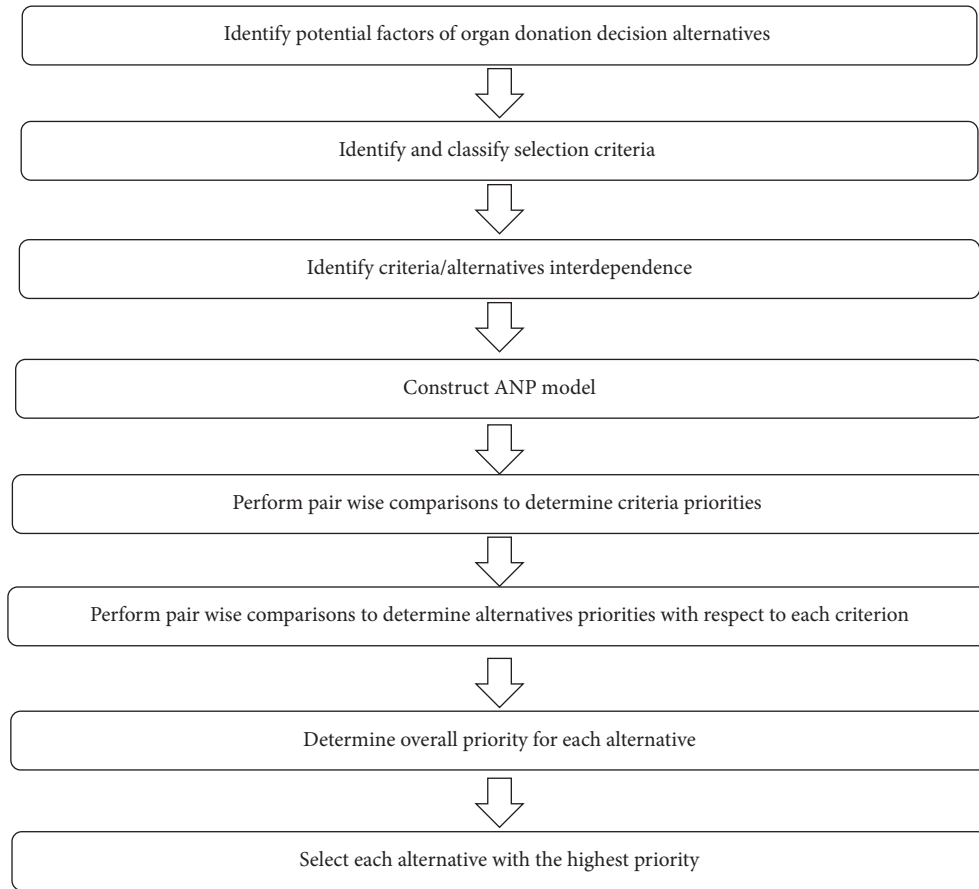 Identify potential factors of organ donation decision alternatives
Identify and classify selection criteria
Identify criteria/alternatives interdependence
Construct ANP model
Perform pair wise comparisons to determine criteria priorities
Perform pair wise comparisons to determine alternatives priorities with respect to each criterion
Determine overall priority for each alternative
Select each alternative with the highest priority